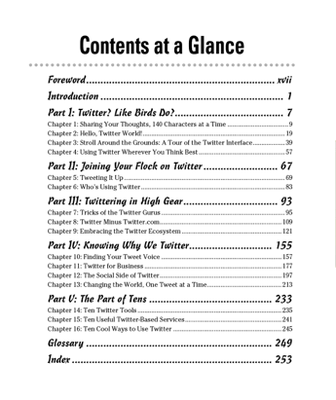 Contents at a Glance
Foreword................................................................ xvii
Introduction ................................................................ 1
Part I: Twitter? Like Birds Do?................................ 7
Chapter 1: Sharing Your Thoughts, 140 Characters at a Time ................................9
Chapter 2: Hello, Twitter World!................................................................19
Chapter 3: Stroll Around the Grounds: A Tour of the Twitter Interface................39
Chapter 4: Using Twitter Wherever You Think Best ................................57
Part II: Joining Your Flock on Twitter ........................ 67
Chapter 5: Tweeting It Up................................................................69
Chapter 6: Who's Using Twitter................................................................83
Part III: Twittering in High Gear................................ 93
Chapter 7: Tricks of the Twitter Gurus ................................................95
Chapter 8: Twitter Minus Twitter.com................................................109
Chapter 9: Embracing the Twitter Ecosystem ................................121
Part IV: Knowing Why We Twitter............................ 155
Chapter 10: Finding Your Tweet Voice ................................................157
Chapter 11: Twitter for Business ................................................177
Chapter 12: The Social Side of Twitter................................................197
Chapter 13: Changing the World, One Tweet at a Time................................213
Part V: The Part of Tens ........................................ 233
Chapter 14: Ten Twitter Tools ................................................235
Chapter 15: Ten Useful Twitter-Based Services ................................241
Chapter 16: Ten Cool Ways to Use Twitter ................................245
Glossary ................................................................ 249
Index ................................................................ 253